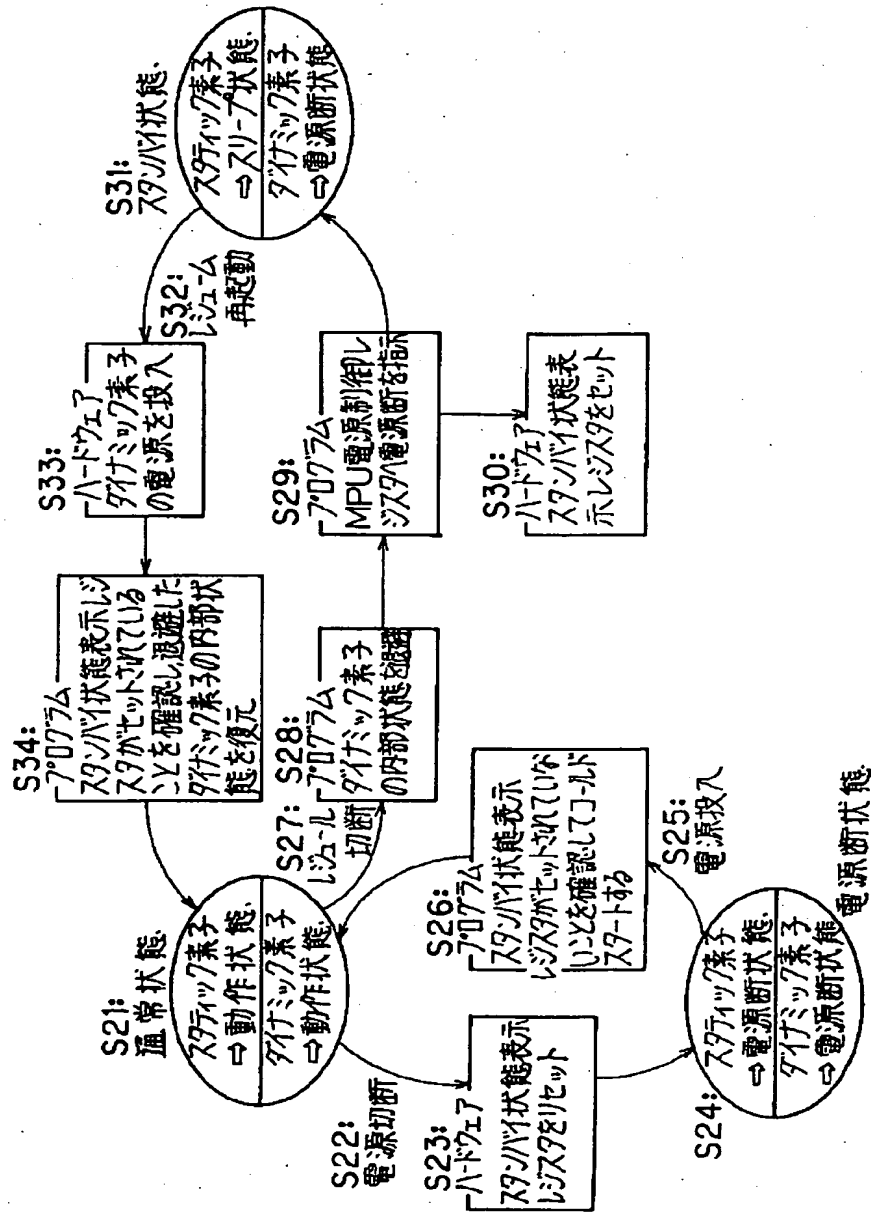 S21:
通常状態
スタティック素子
⇨動作状態
ダイナミック素子
⇨動作状態
S22:
電源切断
S23:
ハードウェア
スタンバイ状態表示
レジスタをリセット
S24:
スタティック素子
⇨電源断状態
ダイナミック素子
⇨電源断状態
電源断状態
S25:
電源投入
S26:
プログラム
スタンバイ状態表示
レジスタがセットされていな
いことを確認してコールド
スタートする
S27:
レジュール
切断
S28:
プログラム
ダイナミック素子
の内部状態を退避
S29:
プログラム
MPU電源制御レ
ジスタへ電源断を指示
S30:
ハードウェア
スタンバイ状態表
示レジスタをセット
S31:
スタンバイ状態
スタティック素子
⇨スリープ状態
ダイナミック素子
⇨電源断状態
S32:
レジューム
再起動
S33:
ハードウェア
ダイナミック素子
の電源を投入
S34:
プログラム
スタンバイ状態表示レジ
スタがセットされている
ことを確認し、退避した
ダイナミック素子の内部状
態を復元